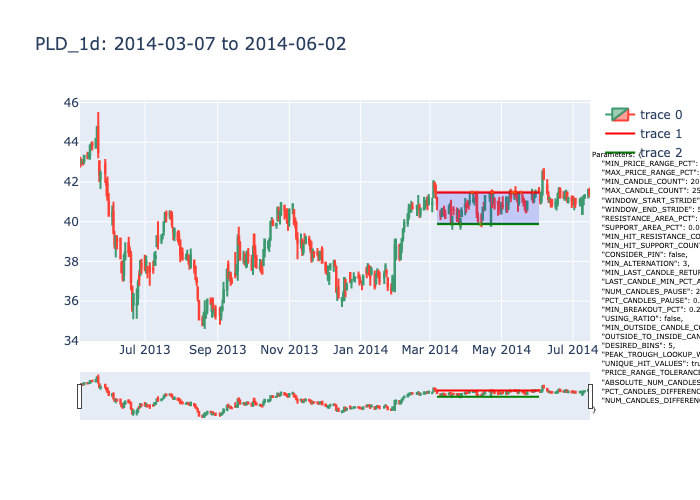 PLD_1d: 2014-03-07 to 2014-06-02
46
44
42
40
38
36
34
Jul 2013
Sep 2013
Nov 2013
Jan 2014
Mar 2014
May 2014
Jul 2014
trace 0
trace 1
trace 2
Parameters: {
"MIN_PRICE_RANGE_PCT":
"MAX_PRICE_RANGE_PCT":
"MIN_CANDLE_COUNT": 20
"MAX_CANDLE_COUNT": 25
"WINDOW_START_STRIDE"
"WINDOW_END_STRIDE": 5
"RESISTANCE_AREA_PCT":
"SUPPORT_AREA_PCT": 0.0
"MIN_HIT_RESISTANCE_CO
"MIN_HIT_SUPPORT_COUN
"CONSIDER_PIN": false,
"MIN_ALTERNATION": 3,
"MIN_LAST_CANDLE_RETUR
"LAST_CANDLE_MIN_PCT_A
"NUM_CANDLES_PAUSE": 2
"PCT_CANDLES_PAUSE": 0.
"MIN_BREAKOUT_PCT": 0.2
"USING_RATIO": false,
"MIN_OUTSIDE_CANDLE_CO
"OUTSIDE_TO_INSIDE_CAN
"DESIRED_BINS": 5,
"PEAK_TROUGH_LOOKUP_W
"UNIQUE_HIT_VALUES": tru
"PRICE_RANGE_TOLERANC
"ABSOLUTE_NUM_CANDLES
"PCT_CANDLES_DIFFERENC
"NUM_CANDLES_DIFFEREN
}